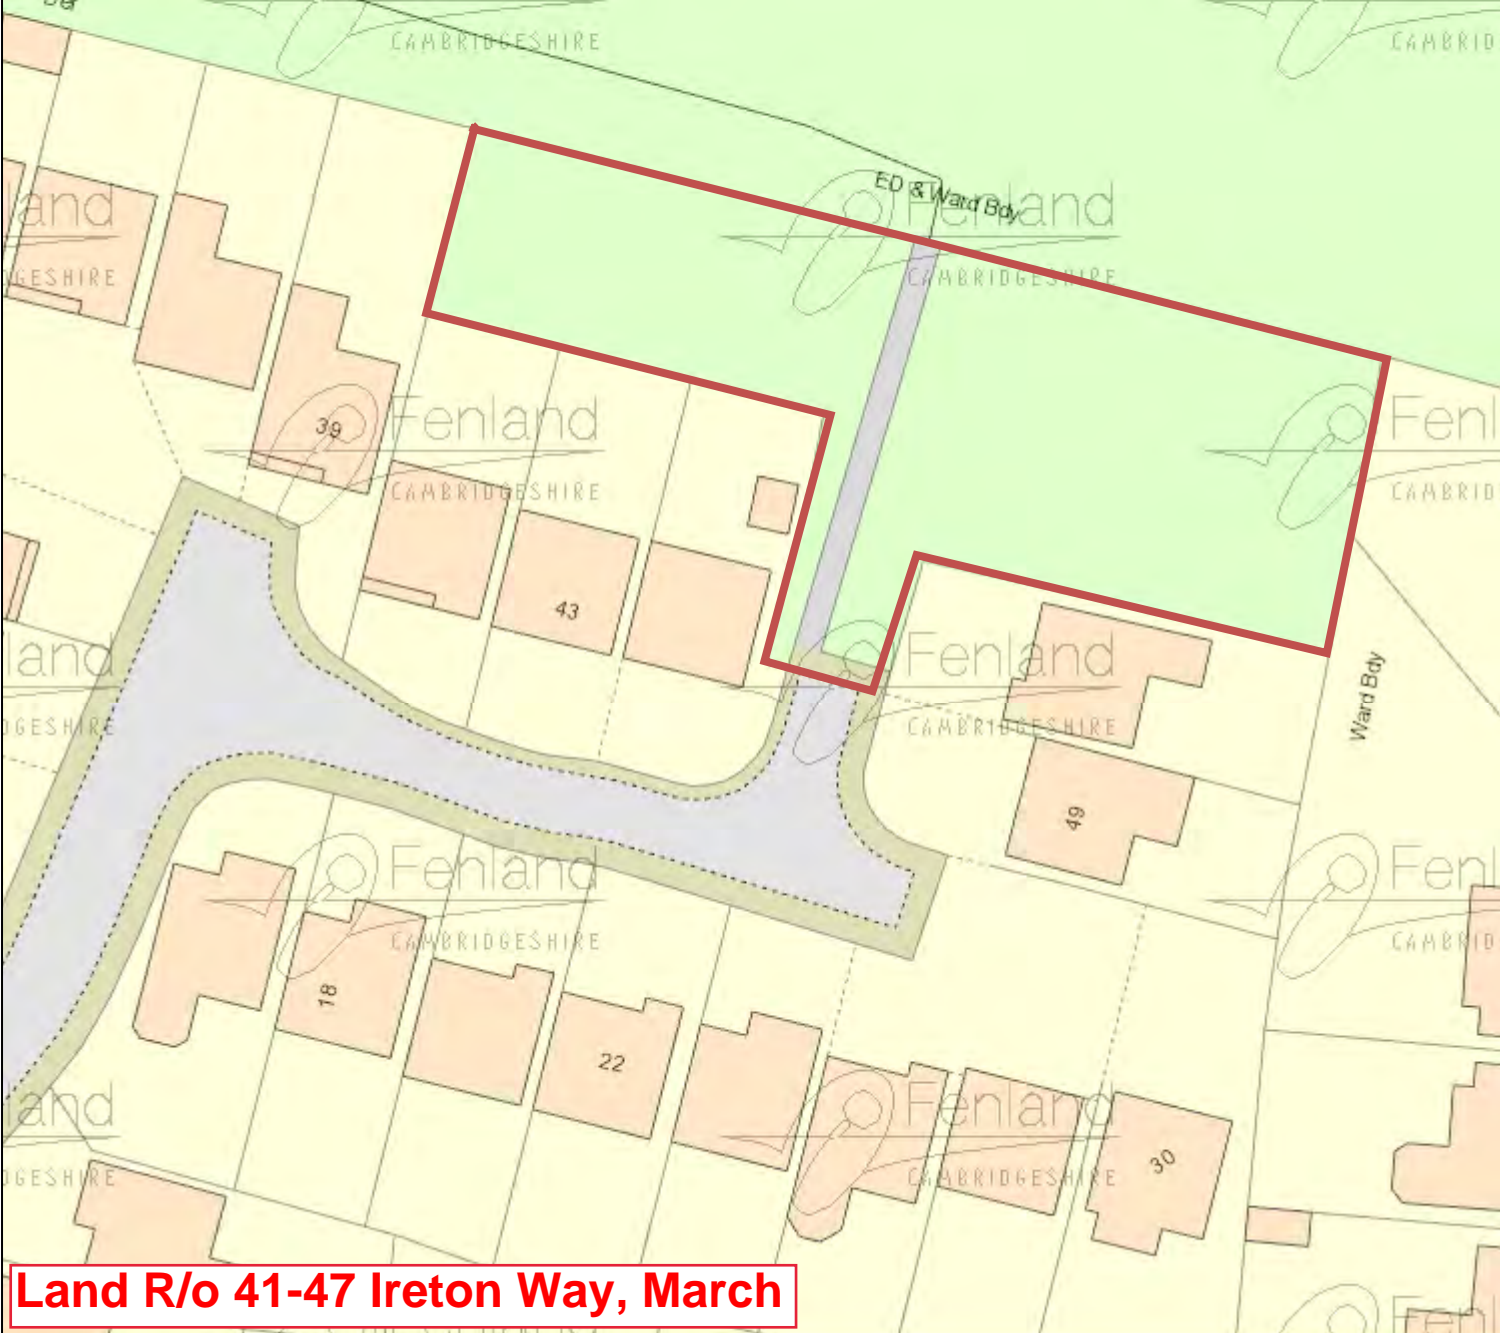 CAMBRIDGESHIRE
CAMBRID
ED & Ward Bdy
Fenland
CAMBRIDGESHIRE
land
GESHIRE
39
Fenland
CAMBRIDGESHIRE
Fenl
CAMBRID
43
land
GESHIRE
Fenland
CAMBRIDGESHIRE
Ward Bdy
49
Fenland
CAMBRIDGESHIRE
Fenl
CAMBRID
18
22
land
GESHIRE
Fenland
CAMBRIDGESHIRE
30
Land R/o 41-47 Ireton Way, March
Fenl